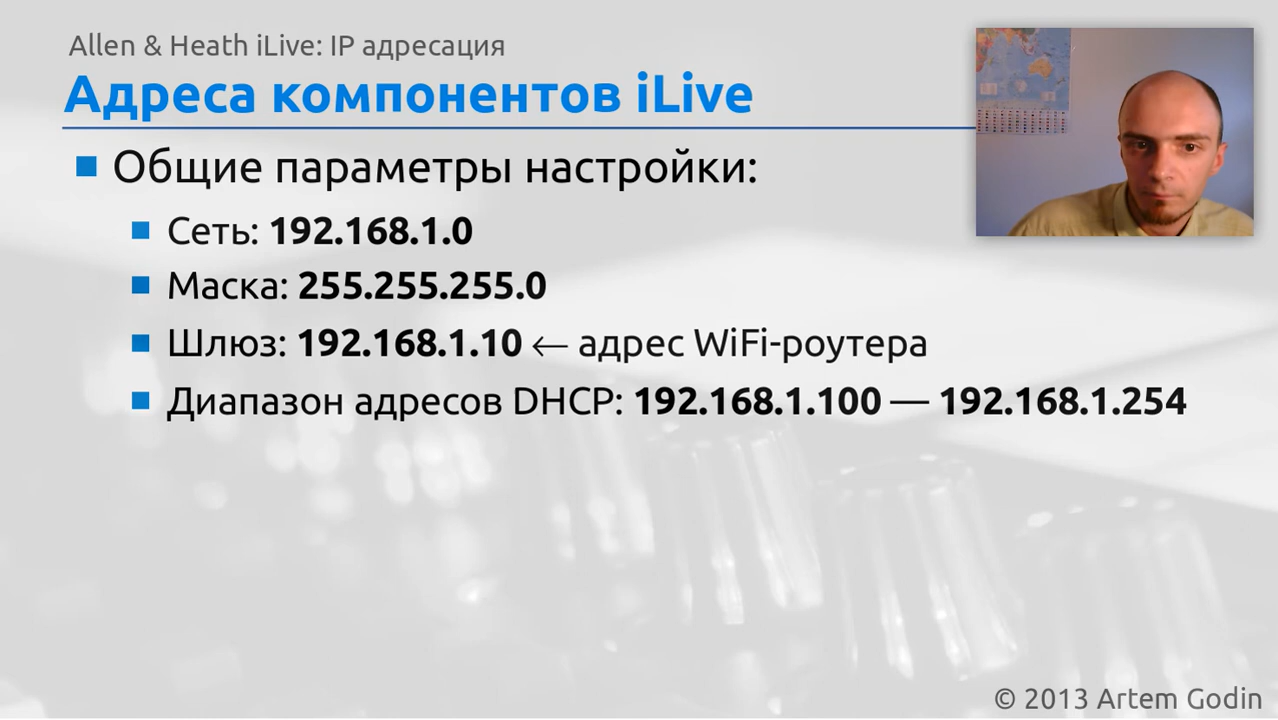 Allen & Heath iLive: IP адресация
Адреса компонентов iLive
Общие параметры настройки:
Сеть: 192.168.1.0
Маска: 255.255.255.0
Шлюз: 192.168.1.10 ← адрес WiFi-роутера
Диапазон адресов DHCP: 192.168.1.100 — 192.168.1.254
© 2013 Artem Godin